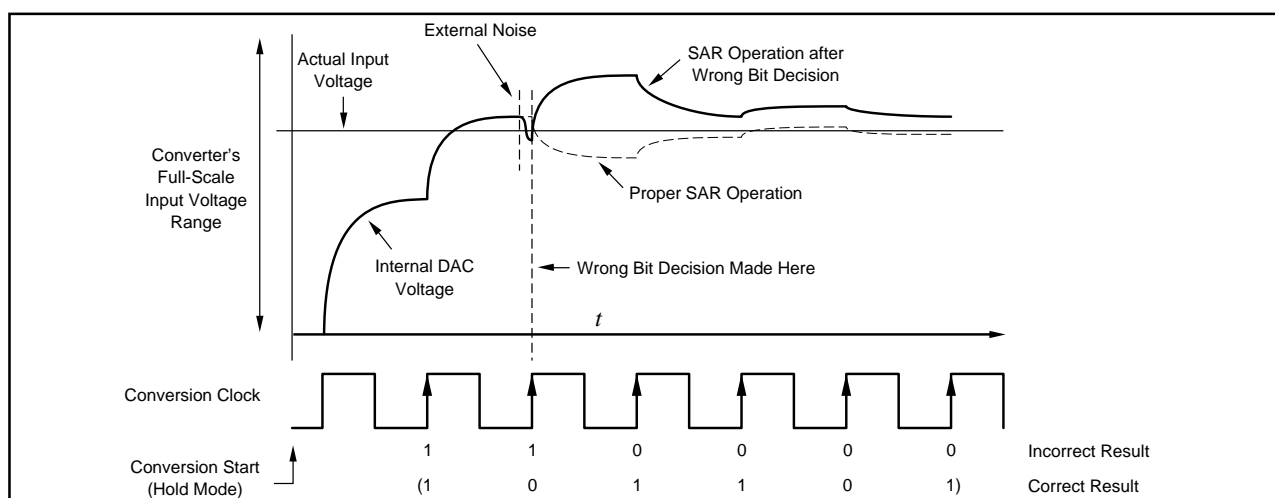 External Noise
Actual Input
Voltage
SAR Operation after
Wrong Bit Decision
Converter's
Full-Scale
Input Voltage
Range
Proper SAR Operation
Internal DAC
Voltage
Wrong Bit Decision Made Here
t
Conversion Clock
1 1 0 0 0 0 Incorrect Result
Conversion Start
(Hold Mode)
(1 0 1 1 0 1) Correct Result